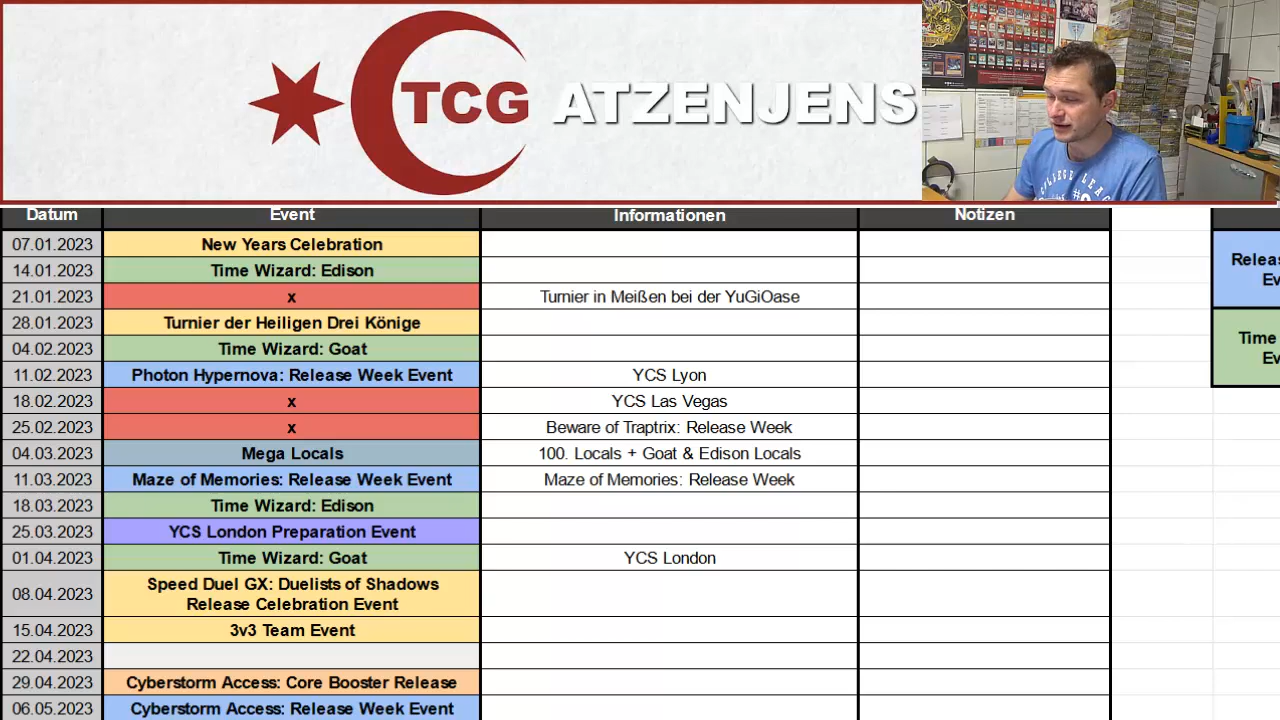 TCG ATZENJENS
COLLEGE LEAG
Datum Event Informationen Notizen
07.01.2023 New Years Celebration
14.01.2023 Time Wizard: Edison
21.01.2023 x Turnier in Meißen bei der YuGiOase
28.01.2023 Turnier der Heiligen Drei Könige
04.02.2023 Time Wizard: Goat
11.02.2023 Photon Hypernova: Release Week Event YCS Lyon
18.02.2023 x YCS Las Vegas
25.02.2023 x Beware of Traptrix: Release Week
04.03.2023 Mega Locals 100. Locals + Goat & Edison Locals
11.03.2023 Maze of Memories: Release Week Event Maze of Memories: Release Week
18.03.2023 Time Wizard: Edison
25.03.2023 YCS London Preparation Event
01.04.2023 Time Wizard: Goat YCS London
08.04.2023 Speed Duel GX: Duelists of Shadows
Release Celebration Event
15.04.2023 3v3 Team Event
22.04.2023
29.04.2023 Cyberstorm Access: Core Booster Release
06.05.2023 Cyberstorm Access: Release Week Event
Releas
Ev
Time
Ev